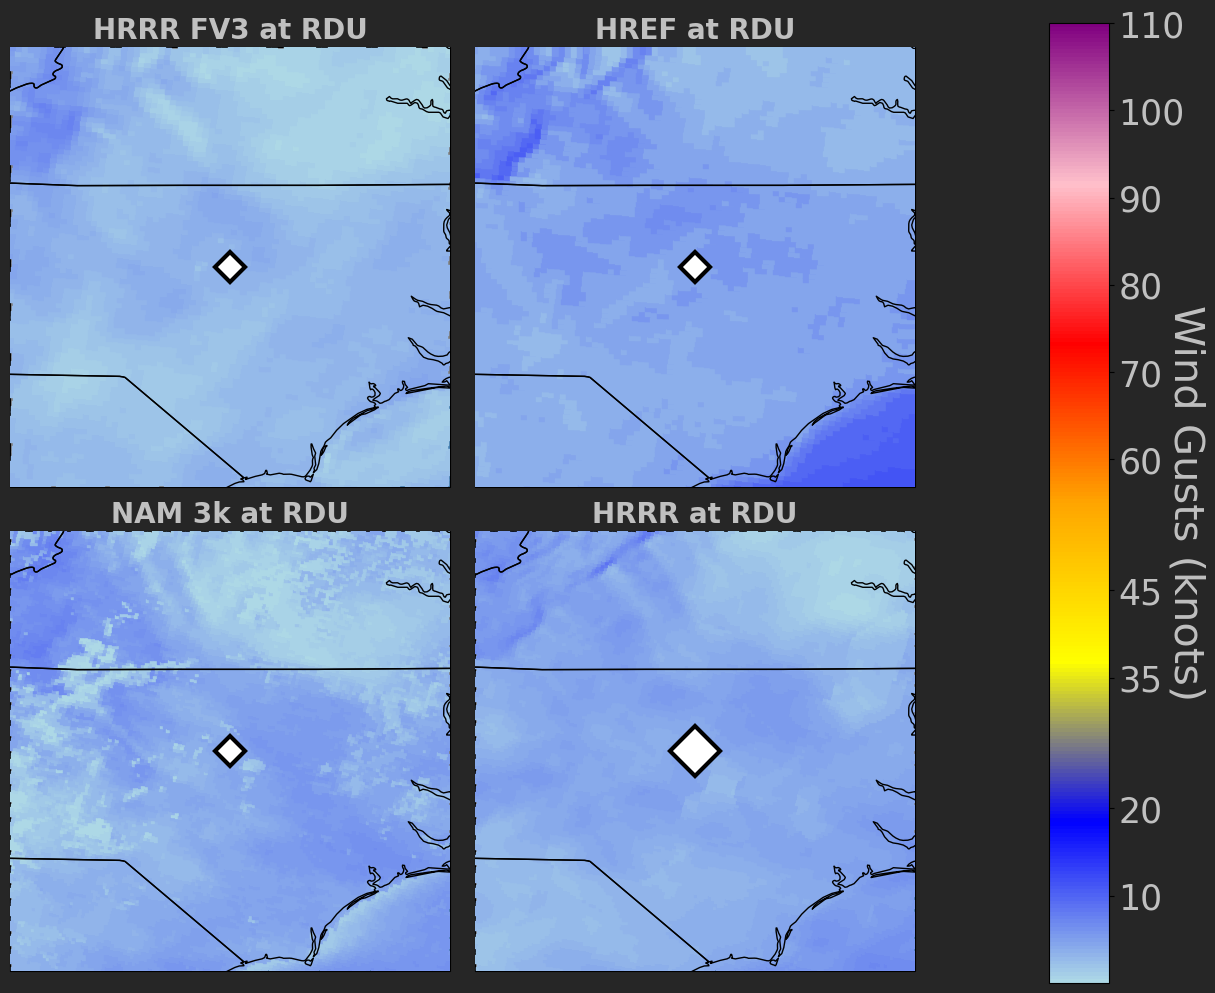 HRRR FV3 at RDU
HREF at RDU
NAM 3k at RDU
HRRR at RDU
110
100
90
80
70
60
45
35
20
10
Wind Gusts (knots)